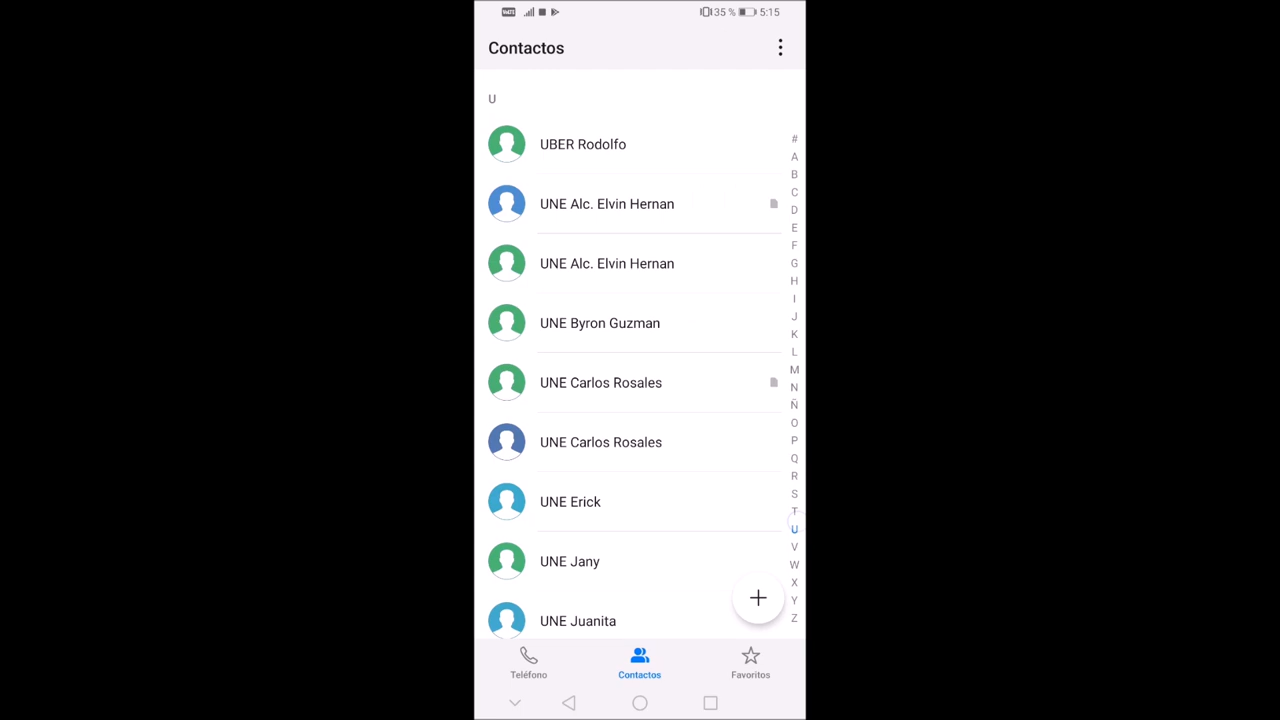 VoLTE 35 % 5:15
Contactos
U
UBER Rodolfo
UNE Alc. Elvin Hernan
UNE Alc. Elvin Hernan
UNE Byron Guzman
UNE Carlos Rosales
UNE Carlos Rosales
UNE Erick
UNE Jany
UNE Juanita
#
A
B
C
D
E
F
G
H
I
J
K
L
M
N
Ñ
O
P
Q
R
S
T
U
V
W
X
Y
Z
Teléfono Contactos Favoritos